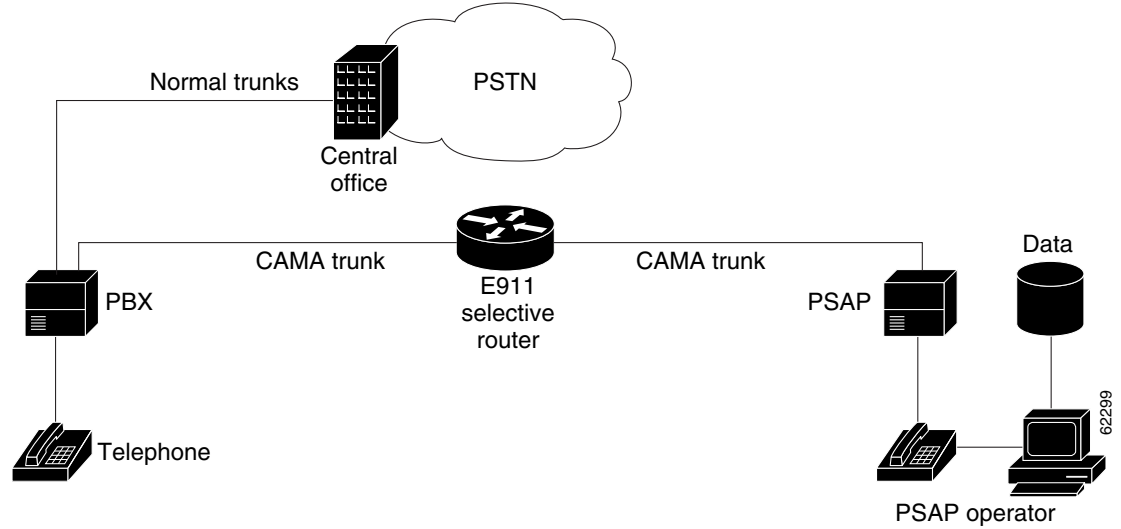 Normal trunks
PSTN
Central
office
CAMA trunk
CAMA trunk
Data
PBX
E911
selective
router
PSAP
Telephone
62299
PSAP operator